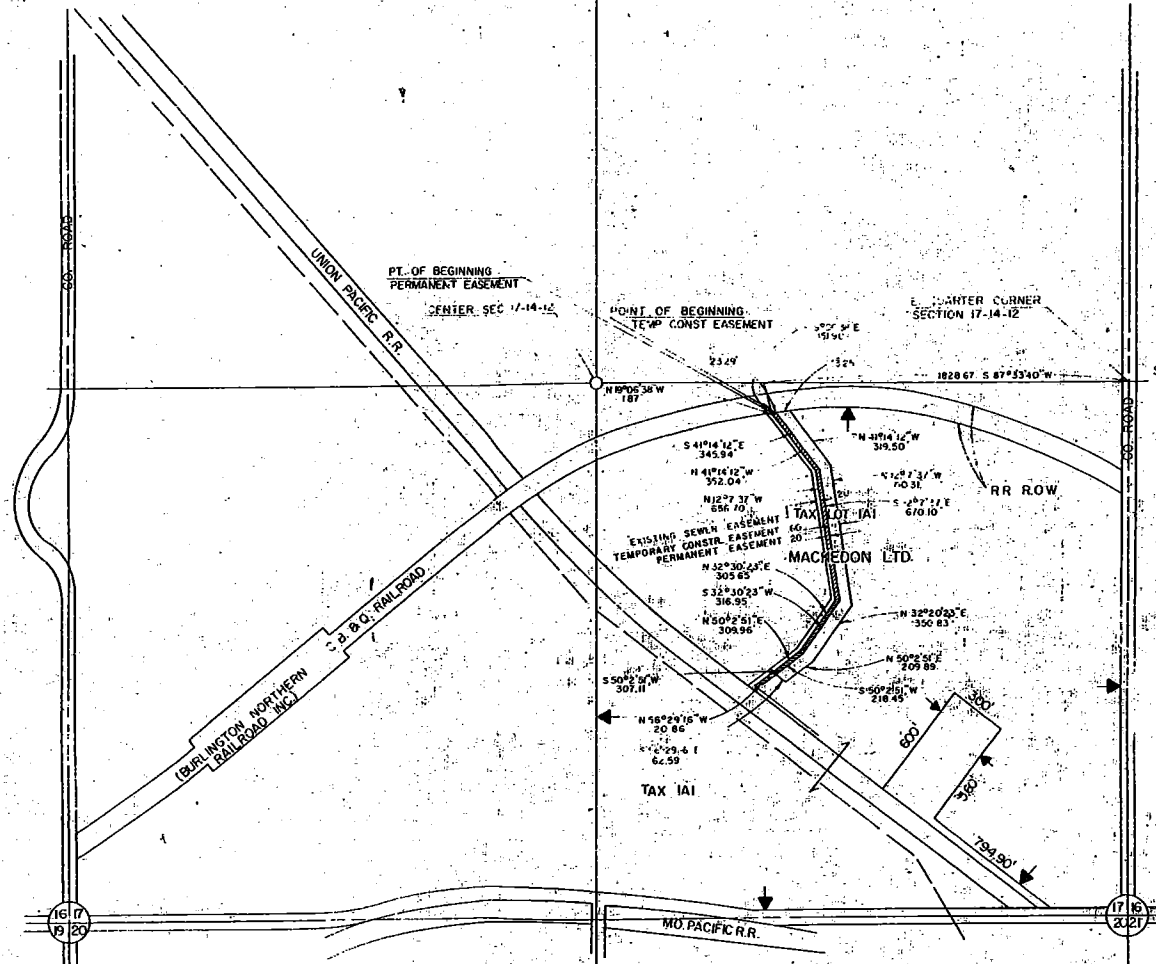 CO. ROAD
UNION PACIFIC R.R.
PT. OF BEGINNING
PERMANENT EASEMENT
CENTER SEC 17-14-12
POINT OF BEGINNING
TEMP CONST EASEMENT
QUARTER CORNER
SECTION 17-14-12
23.29'
1828.67 S 87°33'40" W
N 19°06'38" W
187
S 41°14'12" E
345.94'
N 41°14'12" W
319.50'
N 41°14'12" W
352.04'
N 12°7'37" W
656.70
670.10'
RR R.O.W
CO. ROAD
TAX LOT 1A1
EXISTING SEWER EASEMENT
TEMPORARY CONSTR. EASEMENT 60
PERMANENT EASEMENT 20
20
MACHEDON LTD.
N 32°30'23" E
305.65'
S 32°30'23" W
316.95'
N 50°2'51" E
309.96'
N 32°20'23" E
350.83'
N 50°2'51" E
209.89
S 50°2'51" W
307.11
S 50°2'51" W
218.45'
N 56°29'16" W
20.86
62.59
TAX 1A1
B. & Q. RAILROAD
(BURLINGTON NORTHERN
RAILROAD INC.)
300'
600'
794.90'
16 17
19 20
MO. PACIFIC R.R.
17 16
20 21